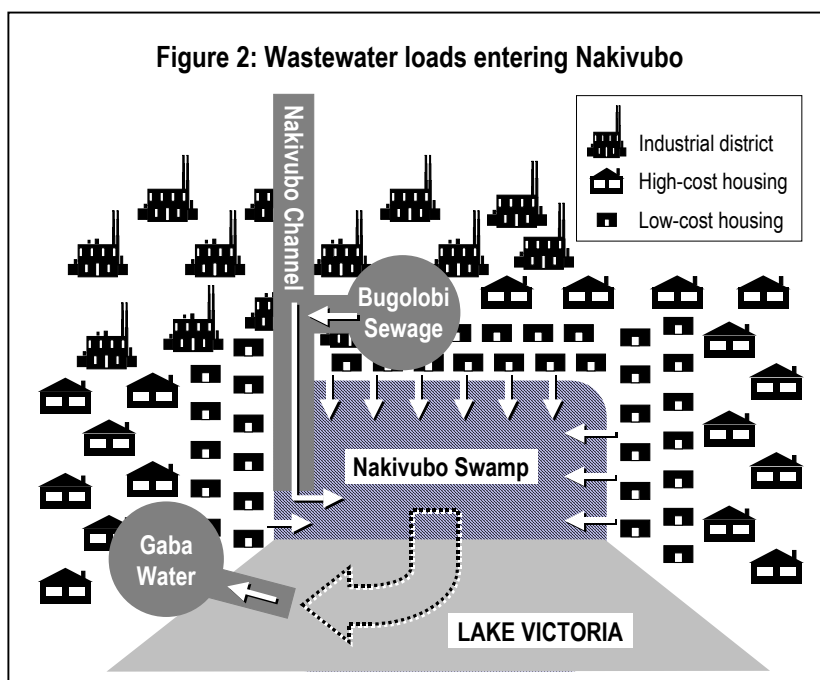 Figure 2: Wastewater loads entering Nakivubo
Industrial district
High-cost housing
Low-cost housing
Nakivubo Channel
Bugolobi
Sewage
Nakivubo Swamp
Gaba
Water
LAKE VICTORIA